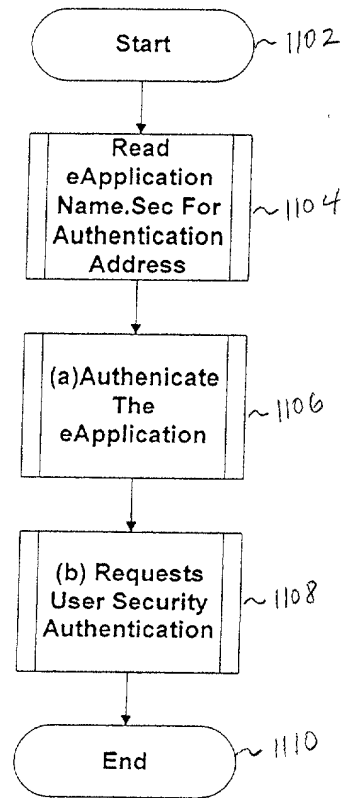 Start
1102
Read
eApplication
Name.Sec For
Authentication
Address
1104
(a)Authenicate
The
eApplication
1106
(b) Requests
User Security
Authentication
1108
End
1110